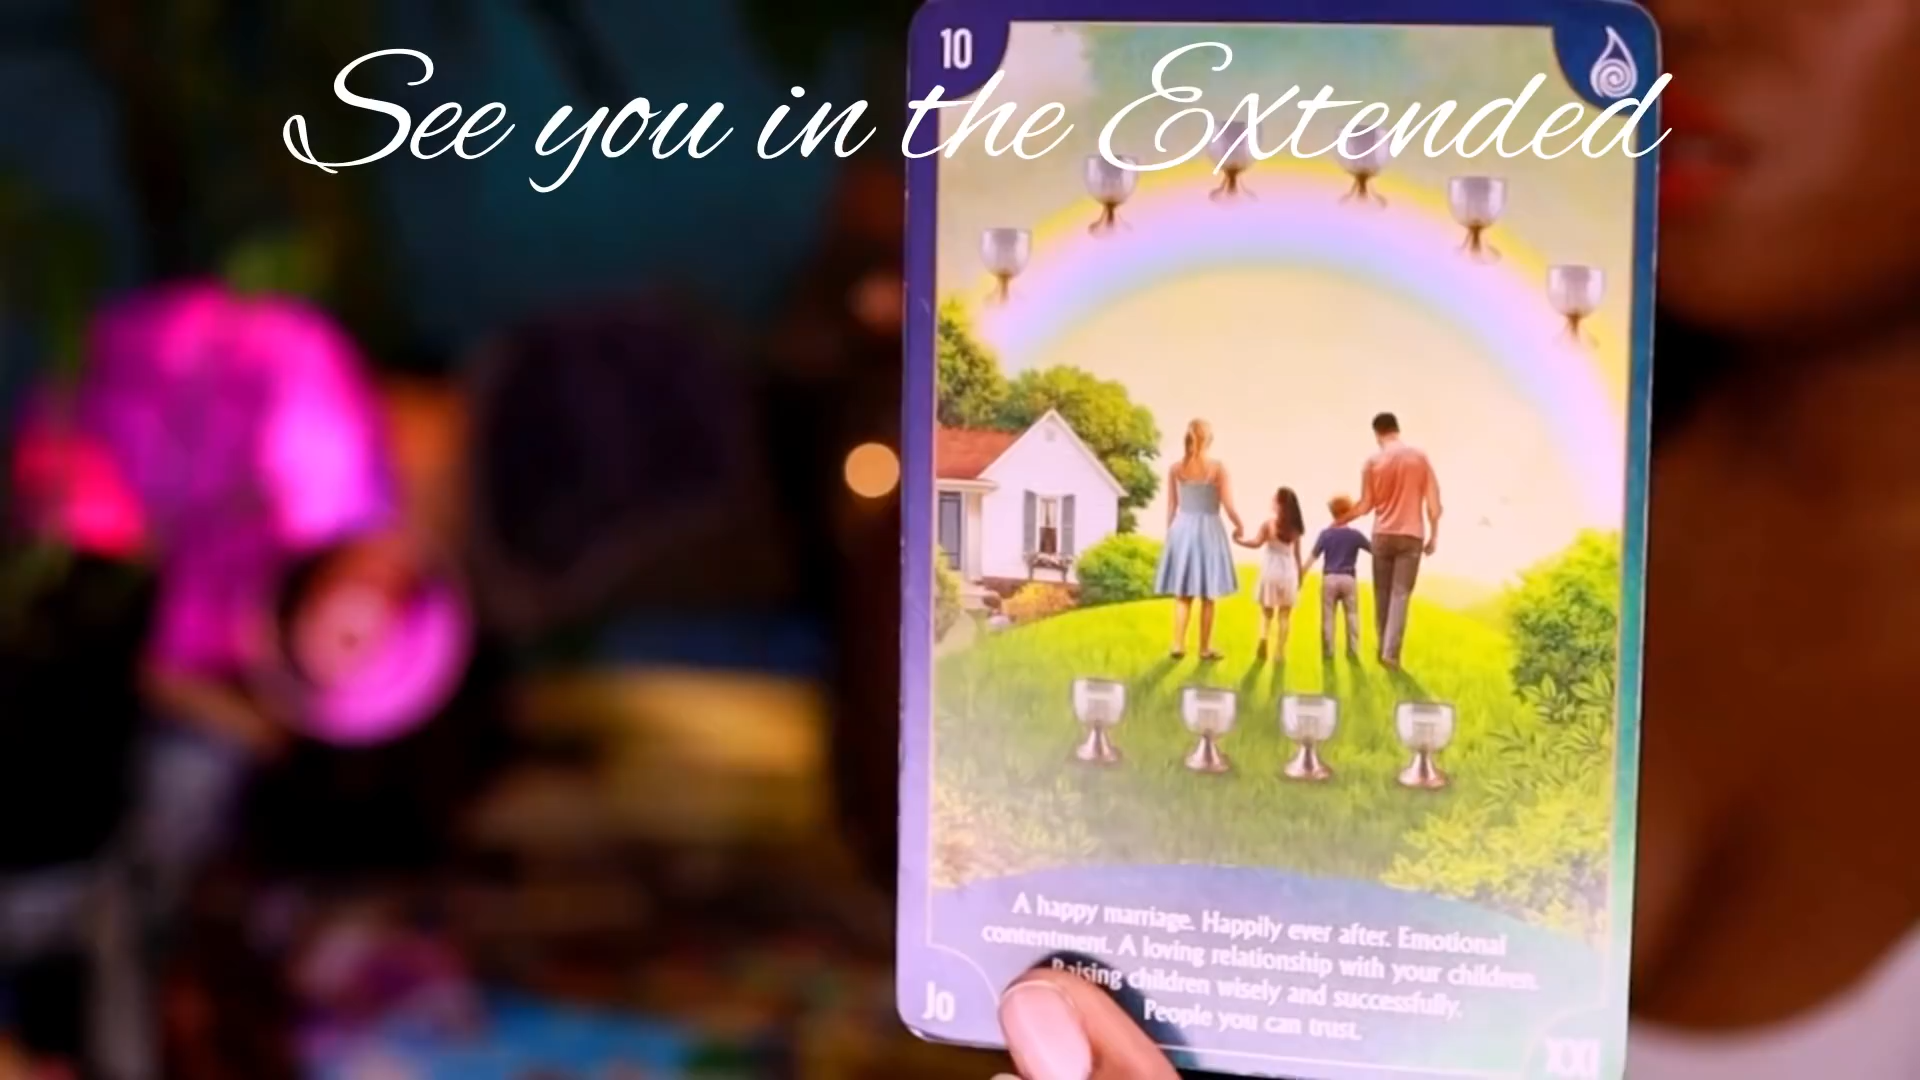 10
See you in the Extended
A happy marriage. Happily ever after. Emotional
contentment. A loving relationship with your children.
Raising children wisely and successfully.
People you can trust.
Jo
XXI